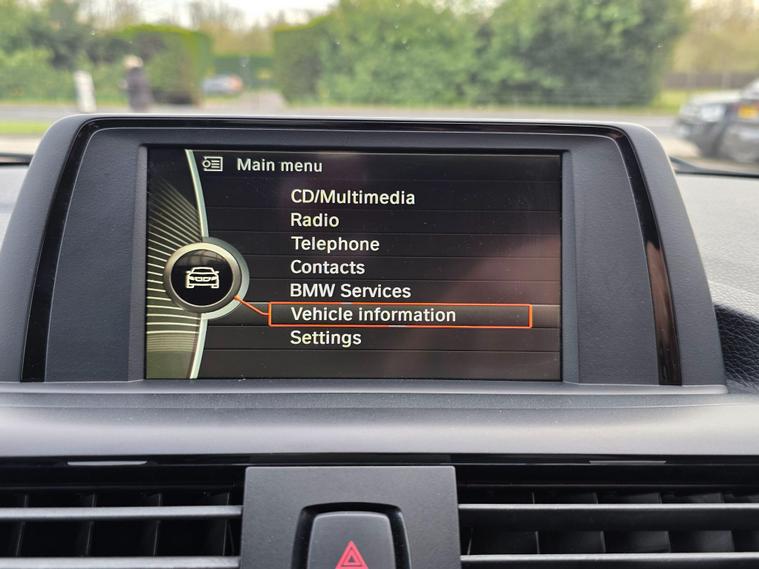 Main menu
CD/Multimedia
Radio
Telephone
Contacts
BMW Services
Vehicle information
Settings